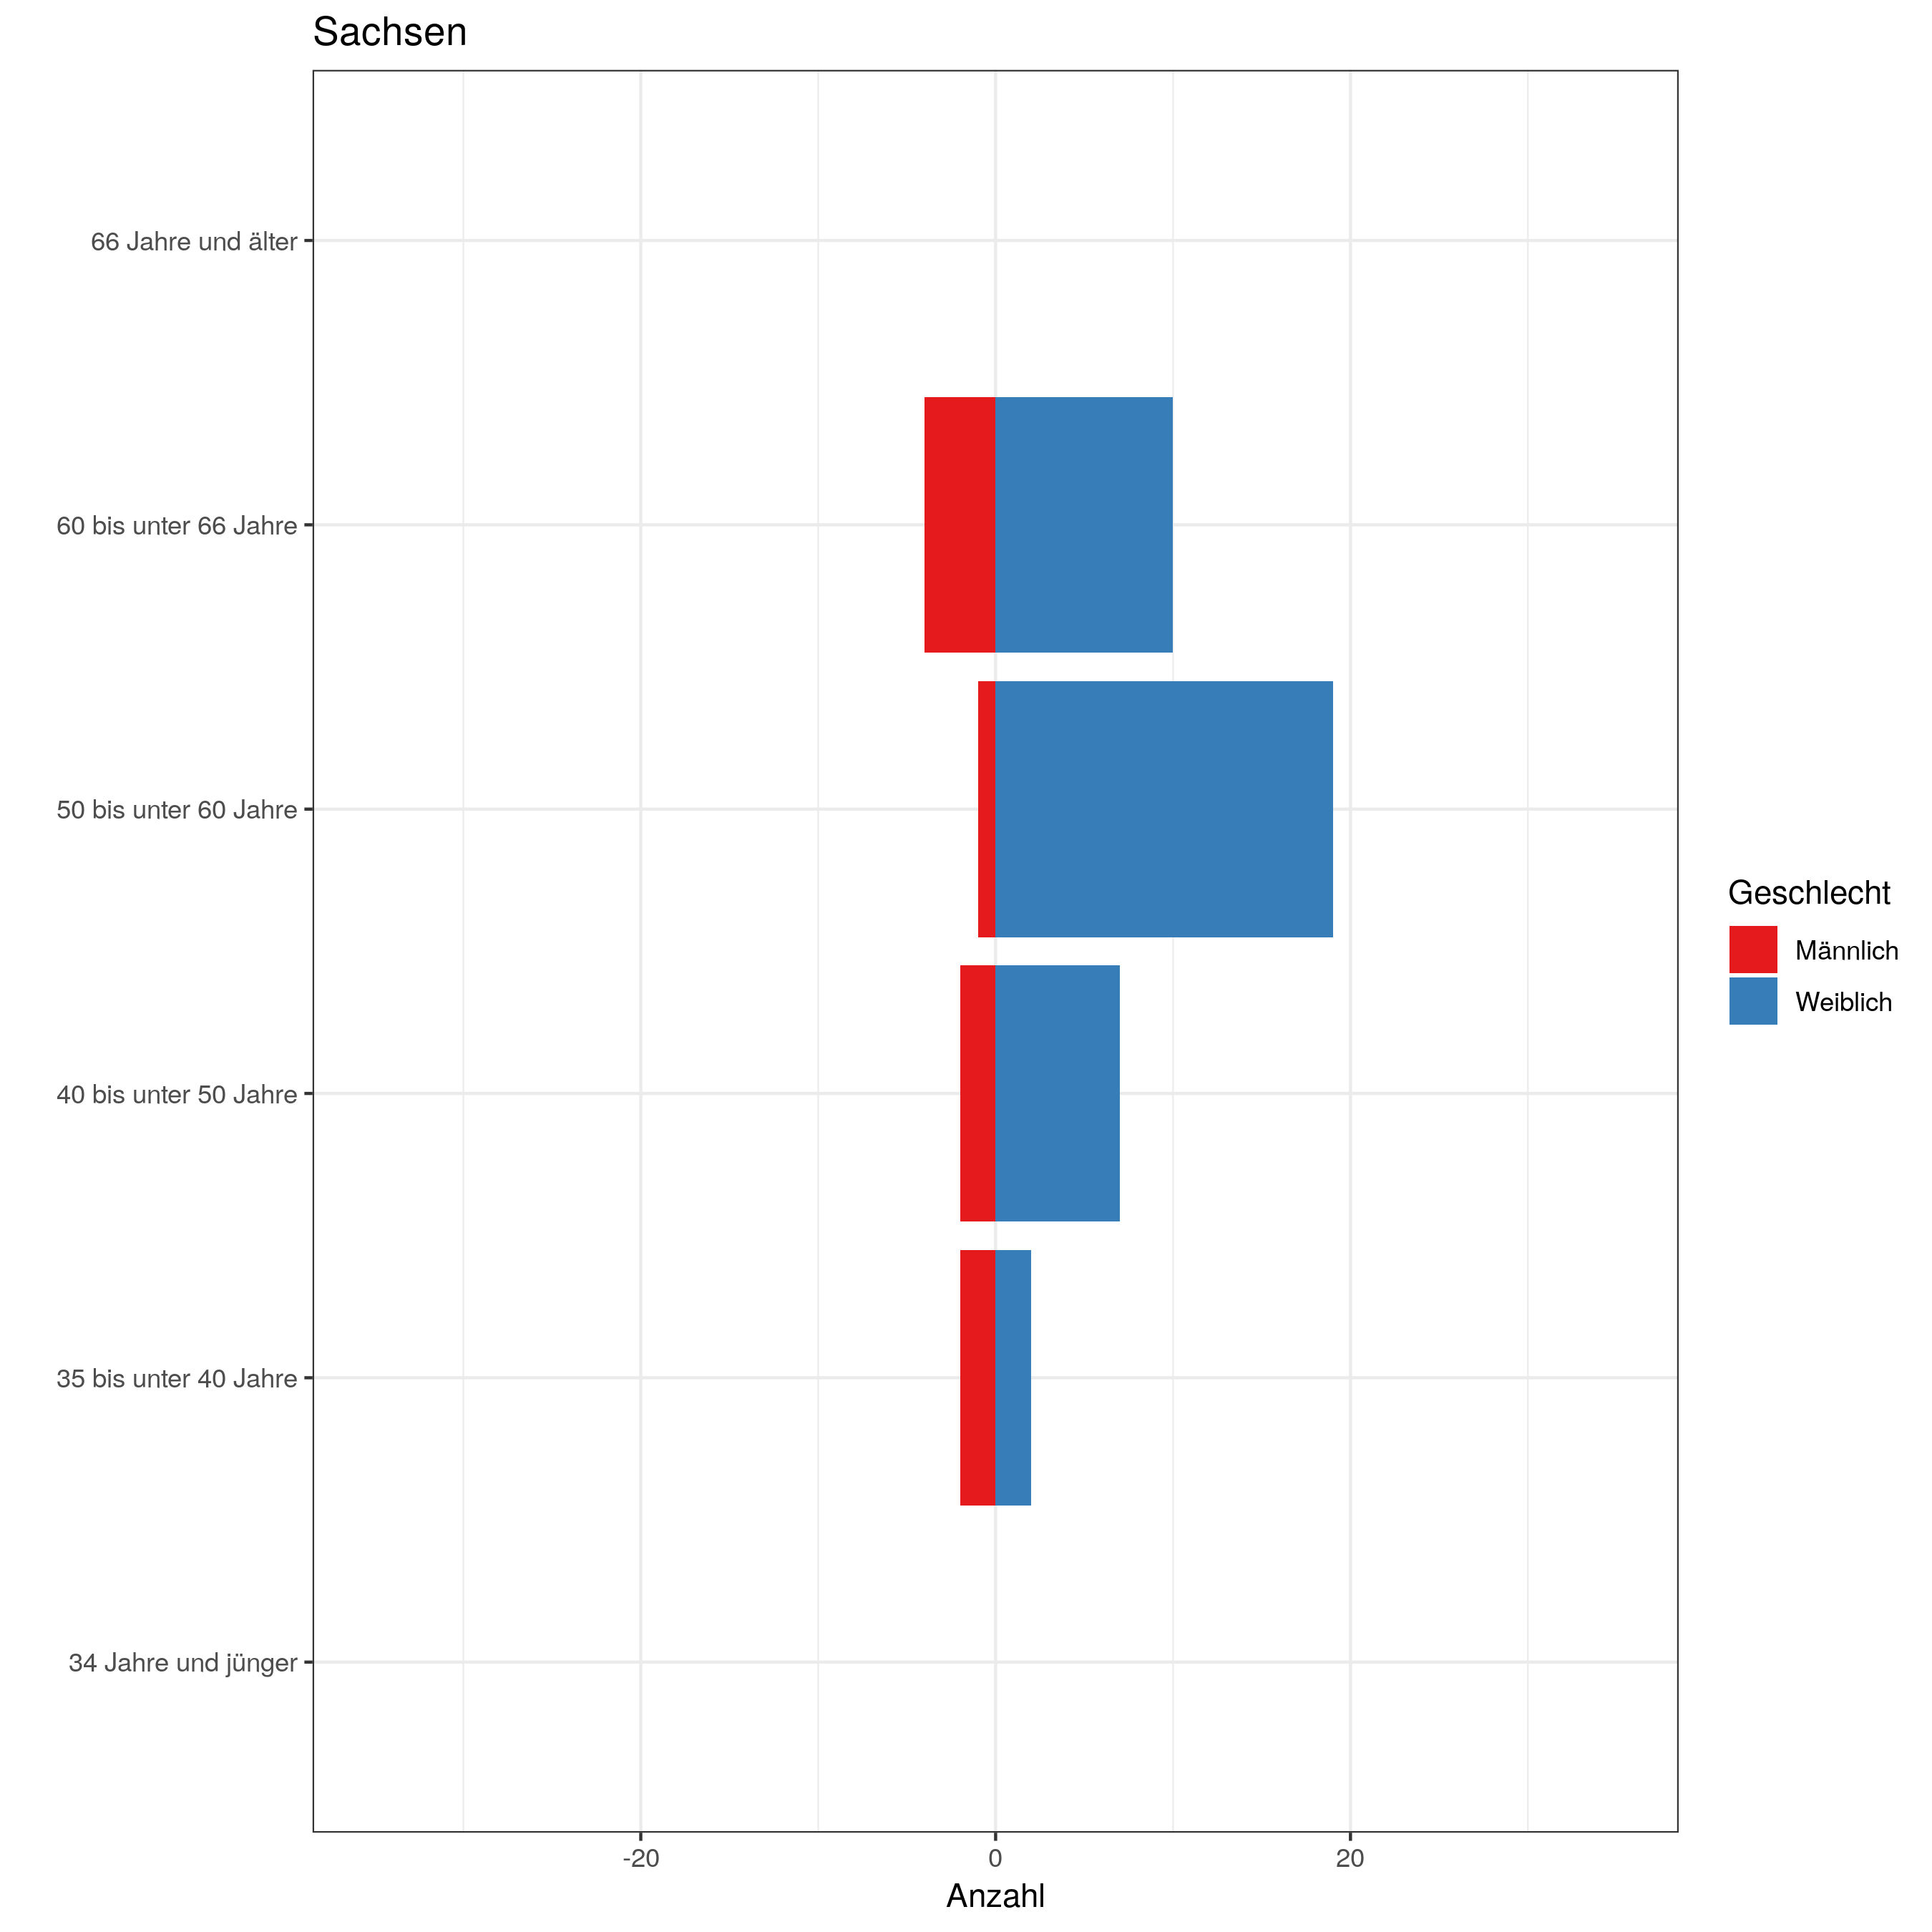 Sachsen
66 Jahre und älter
60 bis unter 66 Jahre
50 bis unter 60 Jahre
40 bis unter 50 Jahre
35 bis unter 40 Jahre
34 Jahre und jünger
-20
0
20
Anzahl
Geschlecht
Männlich
Weiblich